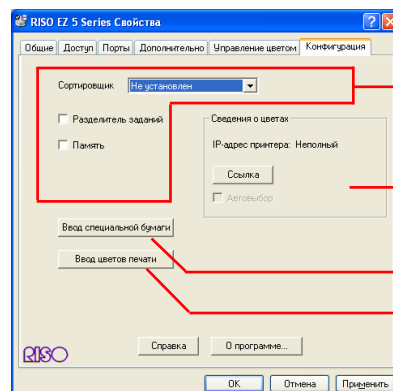 RISO EZ 5 Series Свойства
Общие Доступ Порты Дополнительно Управление цветом Конфигурация
Сортировщик Не установлен
Разделитель заданий
Память
Сведения о цветах
IP-адрес принтера: Неполный
Ссылка
Автовыбор
Ввод специальной бумаги
Ввод цветов печати
RISO
Справка О программе...
OK Отмена Применить